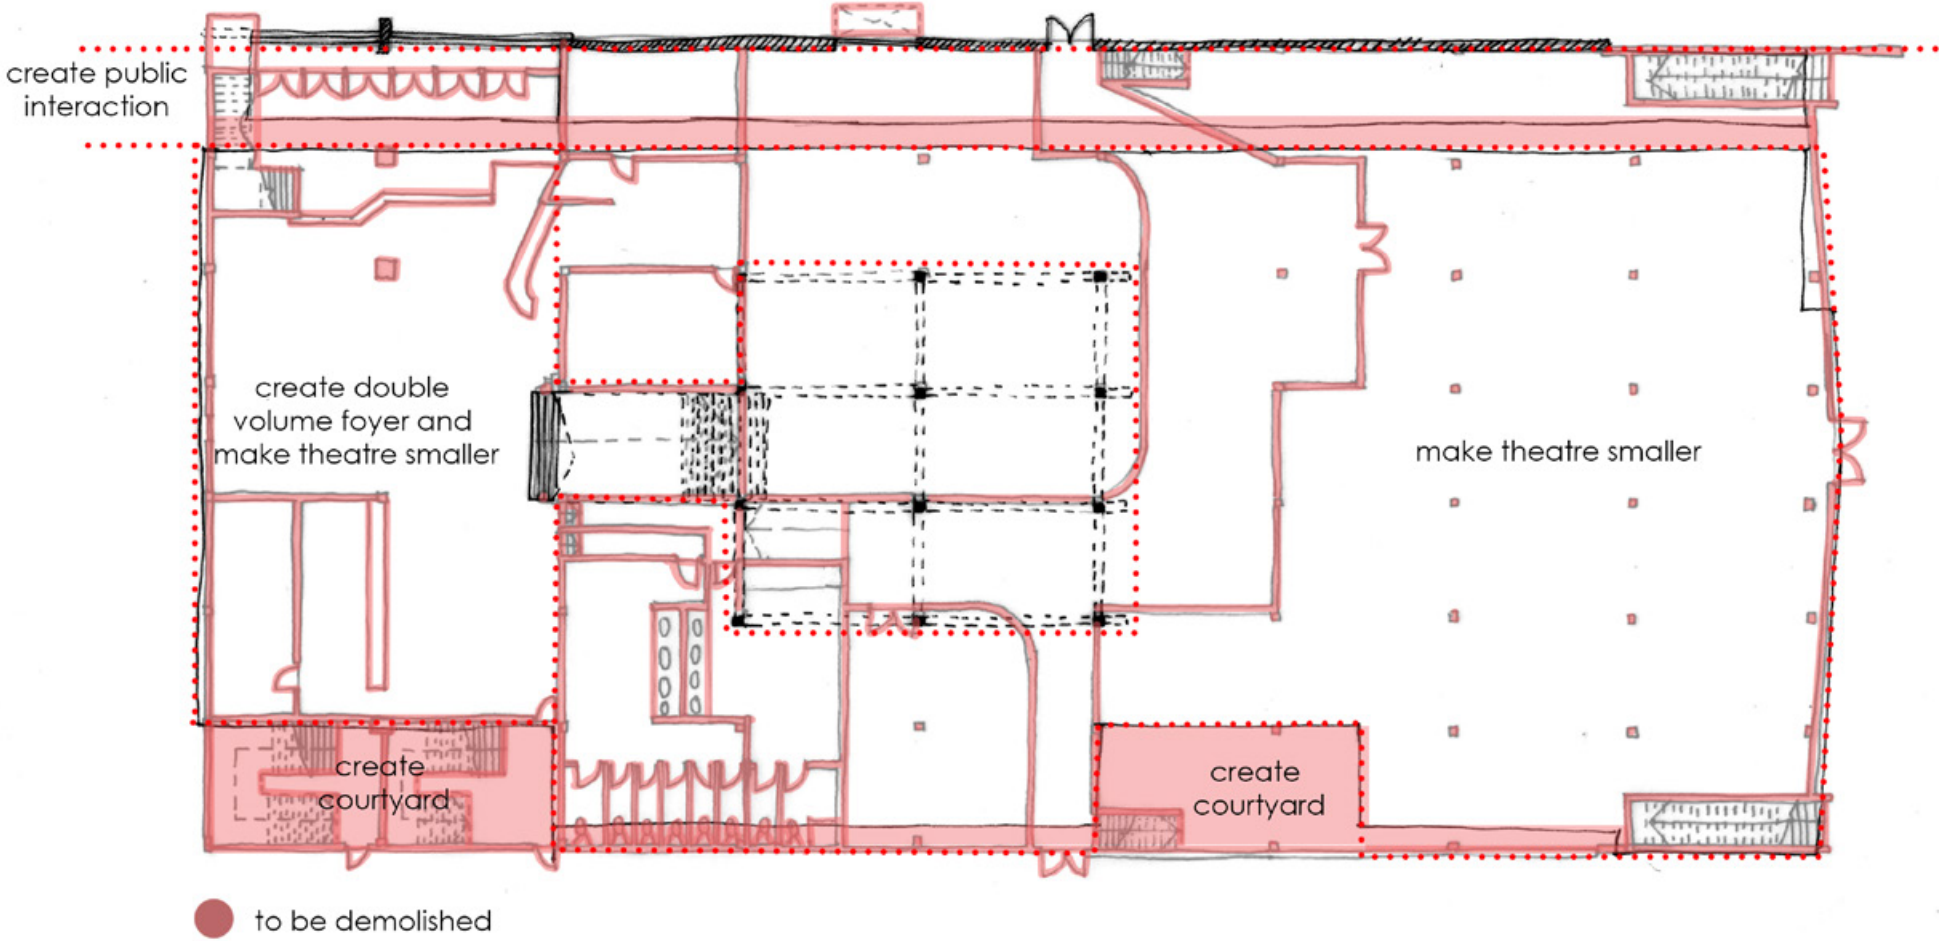 create public
interaction
create double
volume foyer and
make theatre smaller
make theatre smaller
create
courtyard
create
courtyard
to be demolished